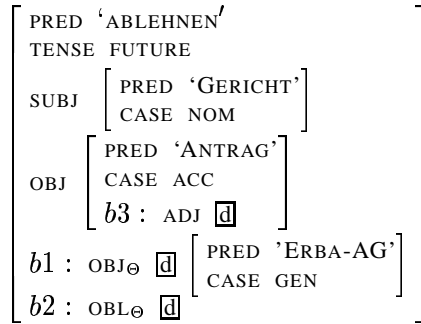 PRED ‘ABLEHNEN′
TENSE FUTURE
SUBJ [PRED ‘GERICHT’
CASE NOM]
OBJ [PRED ‘ANTRAG’
CASE ACC
b3 : ADJ d]
b1 : OBJΘ d [PRED ’ERBA-AG’
CASE GEN]
b2 : OBLΘ d